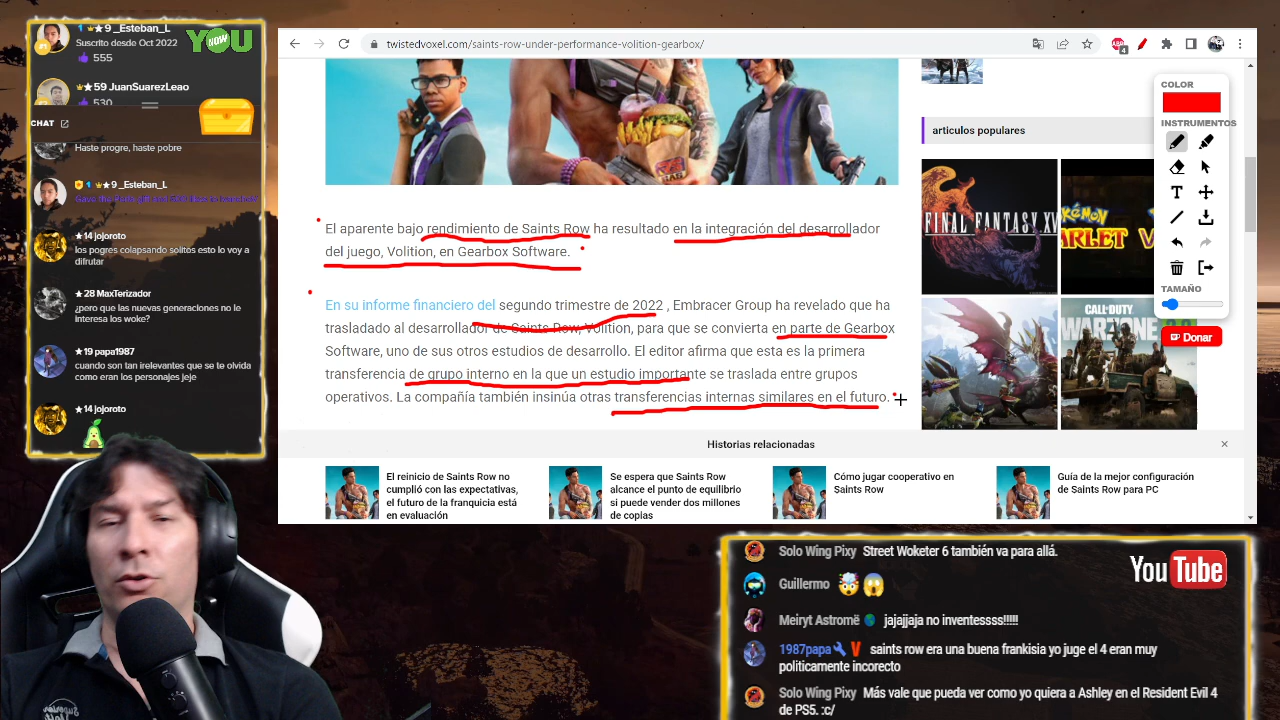 1 ★ 9 _Esteban_L
Suscrito desde Oct 2022
555
#1
NOW
YOU
★ 59 JuanSuarezLeao
530
CHAT
Haste progre, haste pobre
1 ★ 9 _Esteban_L
★ 14 jojoroto
los pogres colapsando solitos esto lo voy a
difrutar
★ 28 MaxTerizador
¿pero que las nuevas generaciones no le
interesa los woke?
★ 19 papa1987
cuando son tan irelevantes que se te olvida
como eran los personajes jeje
★ 14 jojoroto
twistedvoxel.com/saints-row-under-performance-volition-gearbox/
4
El aparente bajo rendimiento de Saints Row ha resultado en la integración del desarrollador
del juego, Volition, en Gearbox Software.
En su informe financiero del segundo trimestre de 2022 , Embracer Group ha revelado que ha
trasladado al desarrollador de Saints Row, Volition, para que se convierta en parte de Gearbox
Software, uno de sus otros estudios de desarrollo. El editor afirma que esta es la primera
transferencia de grupo interno en la que un estudio importante se traslada entre grupos
operativos. La compañía también insinúa otras transferencias internas similares en el futuro.
articulos populares
FINAL FANTASY XV
POKÉMON
CALL OF DUTY
WARZONE
COLOR
INSTRUMENTOS
T
TAMAÑO
Donar
Historias relacionadas
El reinicio de Saints Row no
cumplió con las expectativas,
el futuro de la franquicia está
en evaluación
Se espera que Saints Row
alcance el punto de equilibrio
si puede vender dos millones
de copias
Cómo jugar cooperativo en
Saints Row
Guía de la mejor configuración
de Saints Row para PC
Solo Wing Pixy Street Woketer 6 también va para allá.
Guillermo
Meiryt Astromë jajajjaja no inventessss!!!!!
1987papa V saints row era una buena frankisia yo juge el 4 eran muy
politicamente incorecto
Solo Wing Pixy Más vale que pueda ver como yo quiera a Ashley en el Resident Evil 4
de PS5. :c/
YouTube